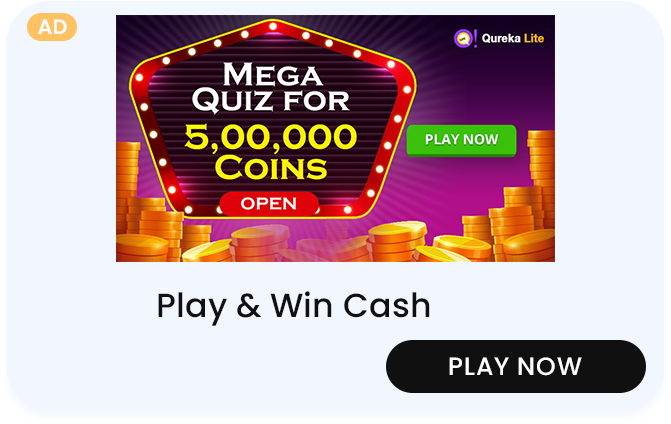 AD
Qureka Lite
MEGA
QUIZ FOR
5,00,000
COINS
PLAY NOW
OPEN
Play & Win Cash
PLAY NOW